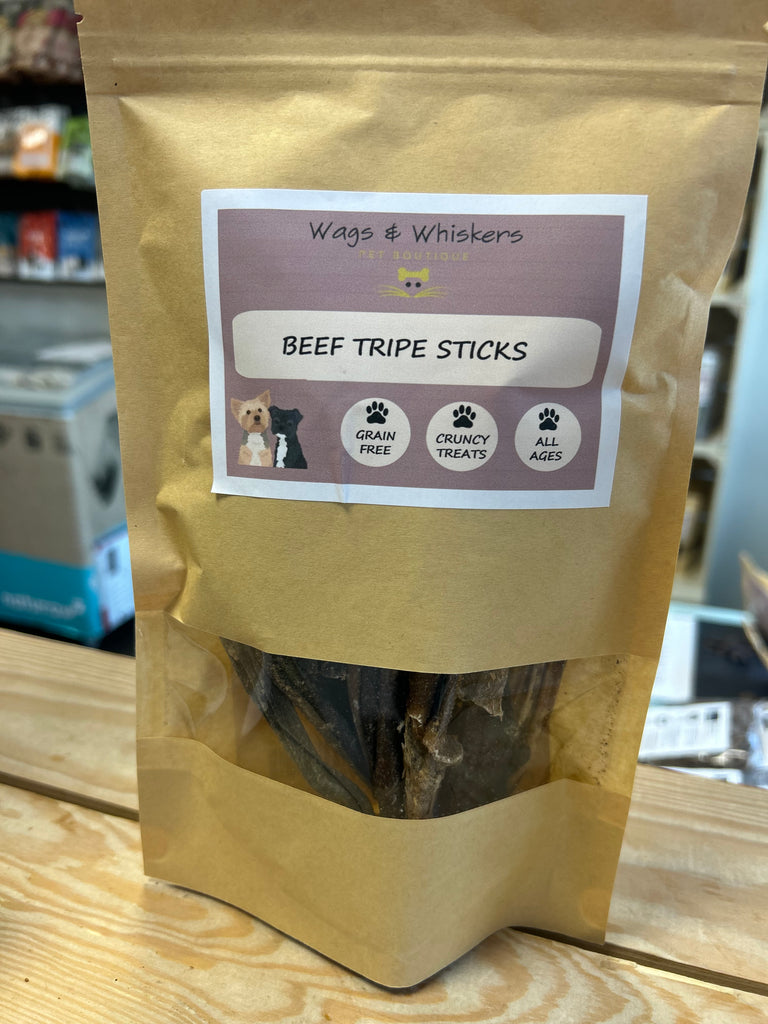 Wags & Whiskers
PET BOUTIQUE
BEEF TRIPE STICKS
GRAIN
FREE
CRUNCY
TREATS
ALL
AGES